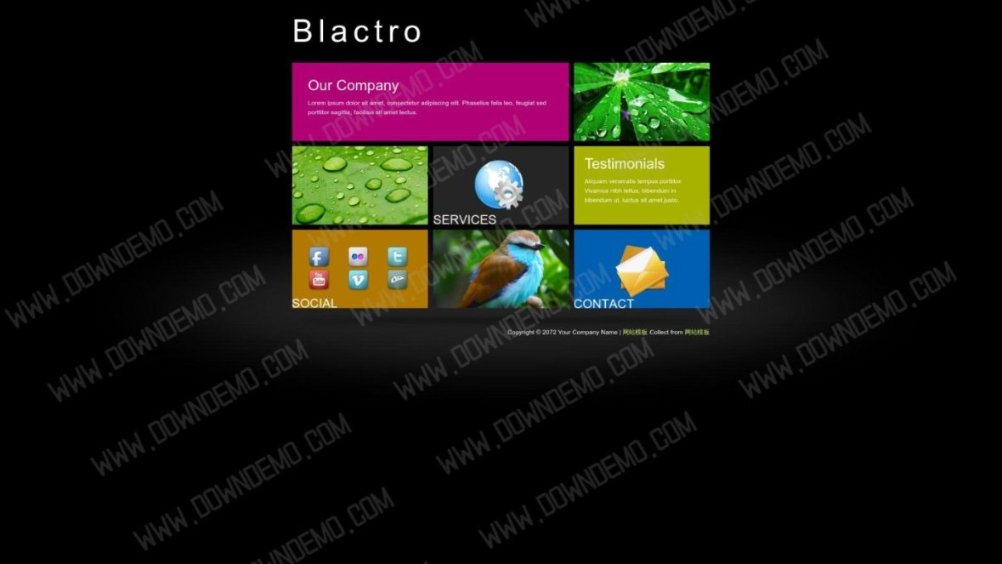 Blactro
Our Company
Lorem ipsum dolor sit amet, consectetur adipiscing elit. Phasellus felis leo, feugiat sed
porttitor sagittis, facilisis sit amet lectus.
SERVICES
Testimonials
Aliquam venenatis tempus porttitor.
Vivamus nibh tellus, bibendum in
bibendum ut, luctus sit amet justo.
SOCIAL
CONTACT
Copyright © 2072 Your Company Name | 网站模板 Collect from 网站模板
WWW.DOWNDEMO.COM